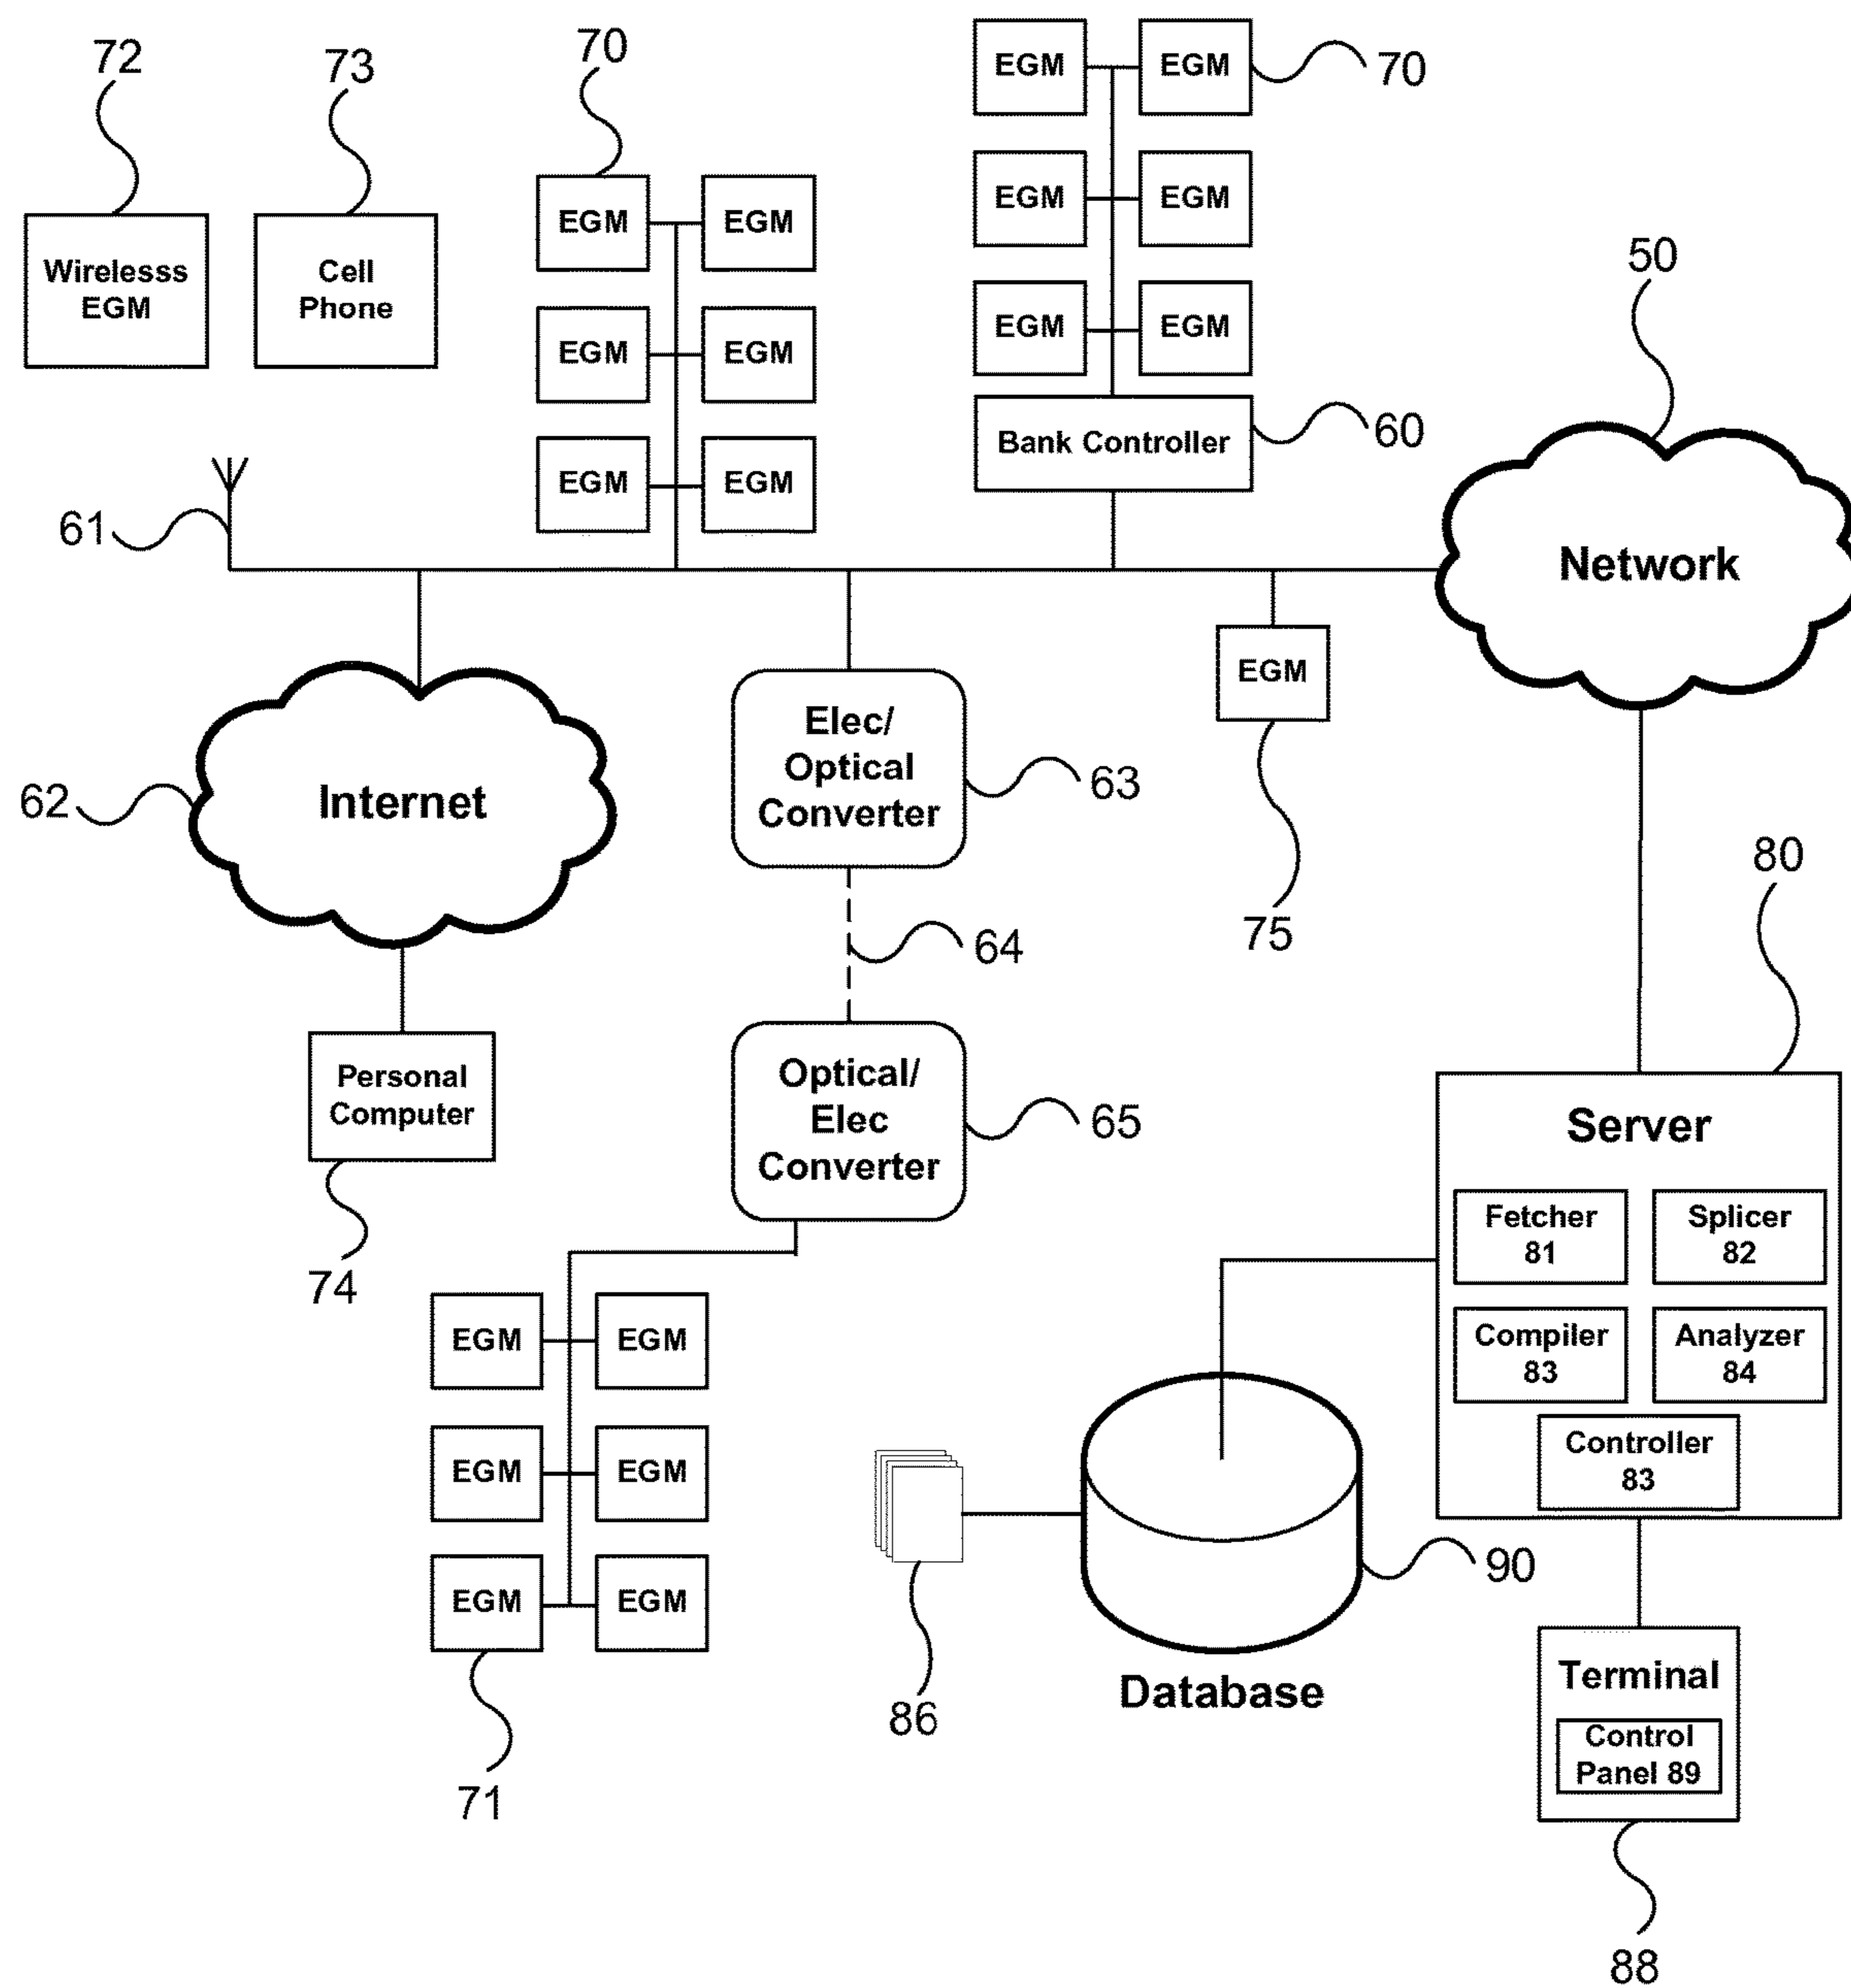 72
73
70
EGM
EGM
70
Wirelesss
EGM
Cell
Phone
EGM
EGM
EGM
EGM
EGM
EGM
EGM
EGM
EGM
EGM
50
61
Bank Controller
60
Network
EGM
62
Internet
Elec/
Optical
Converter
63
75
64
80
Personal
Computer
74
Optical/
Elec
Converter
65
Server
Fetcher
81
Splicer
82
Compiler
83
Analyzer
84
Controller
83
EGM
EGM
EGM
EGM
EGM
EGM
71
86
90
Database
Terminal
Control
Panel 89
88